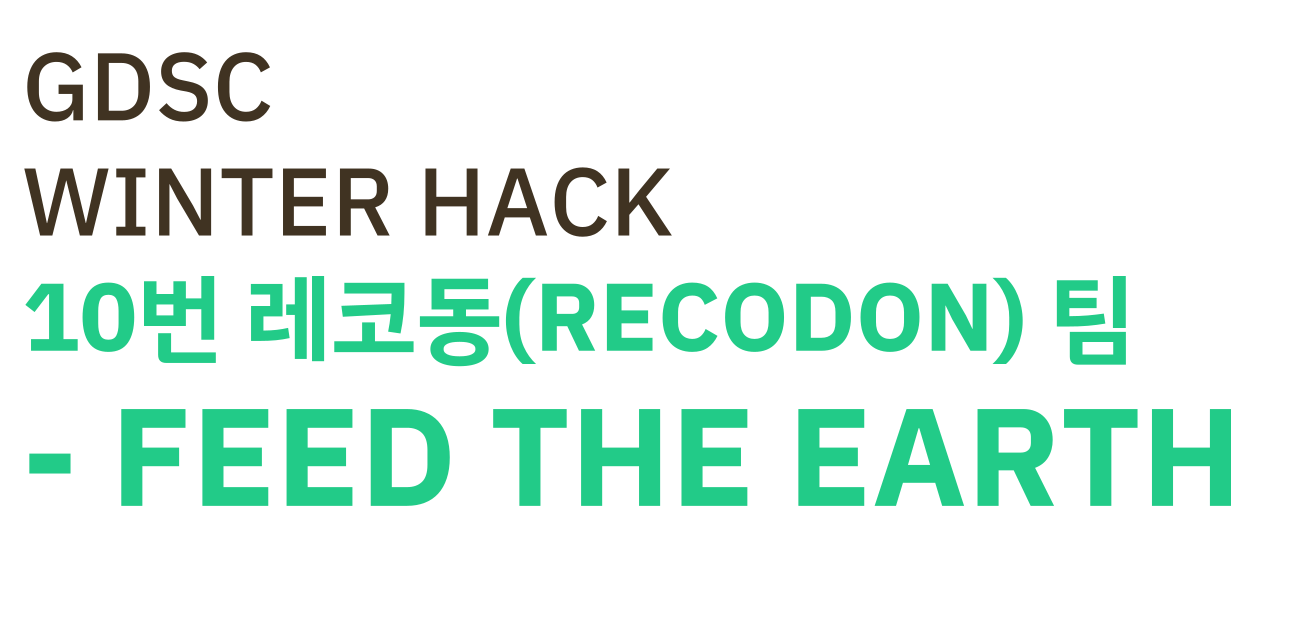 GDSC
WINTER HACK
10번 레코동(RECODON) 팀
- FEED THE EARTH